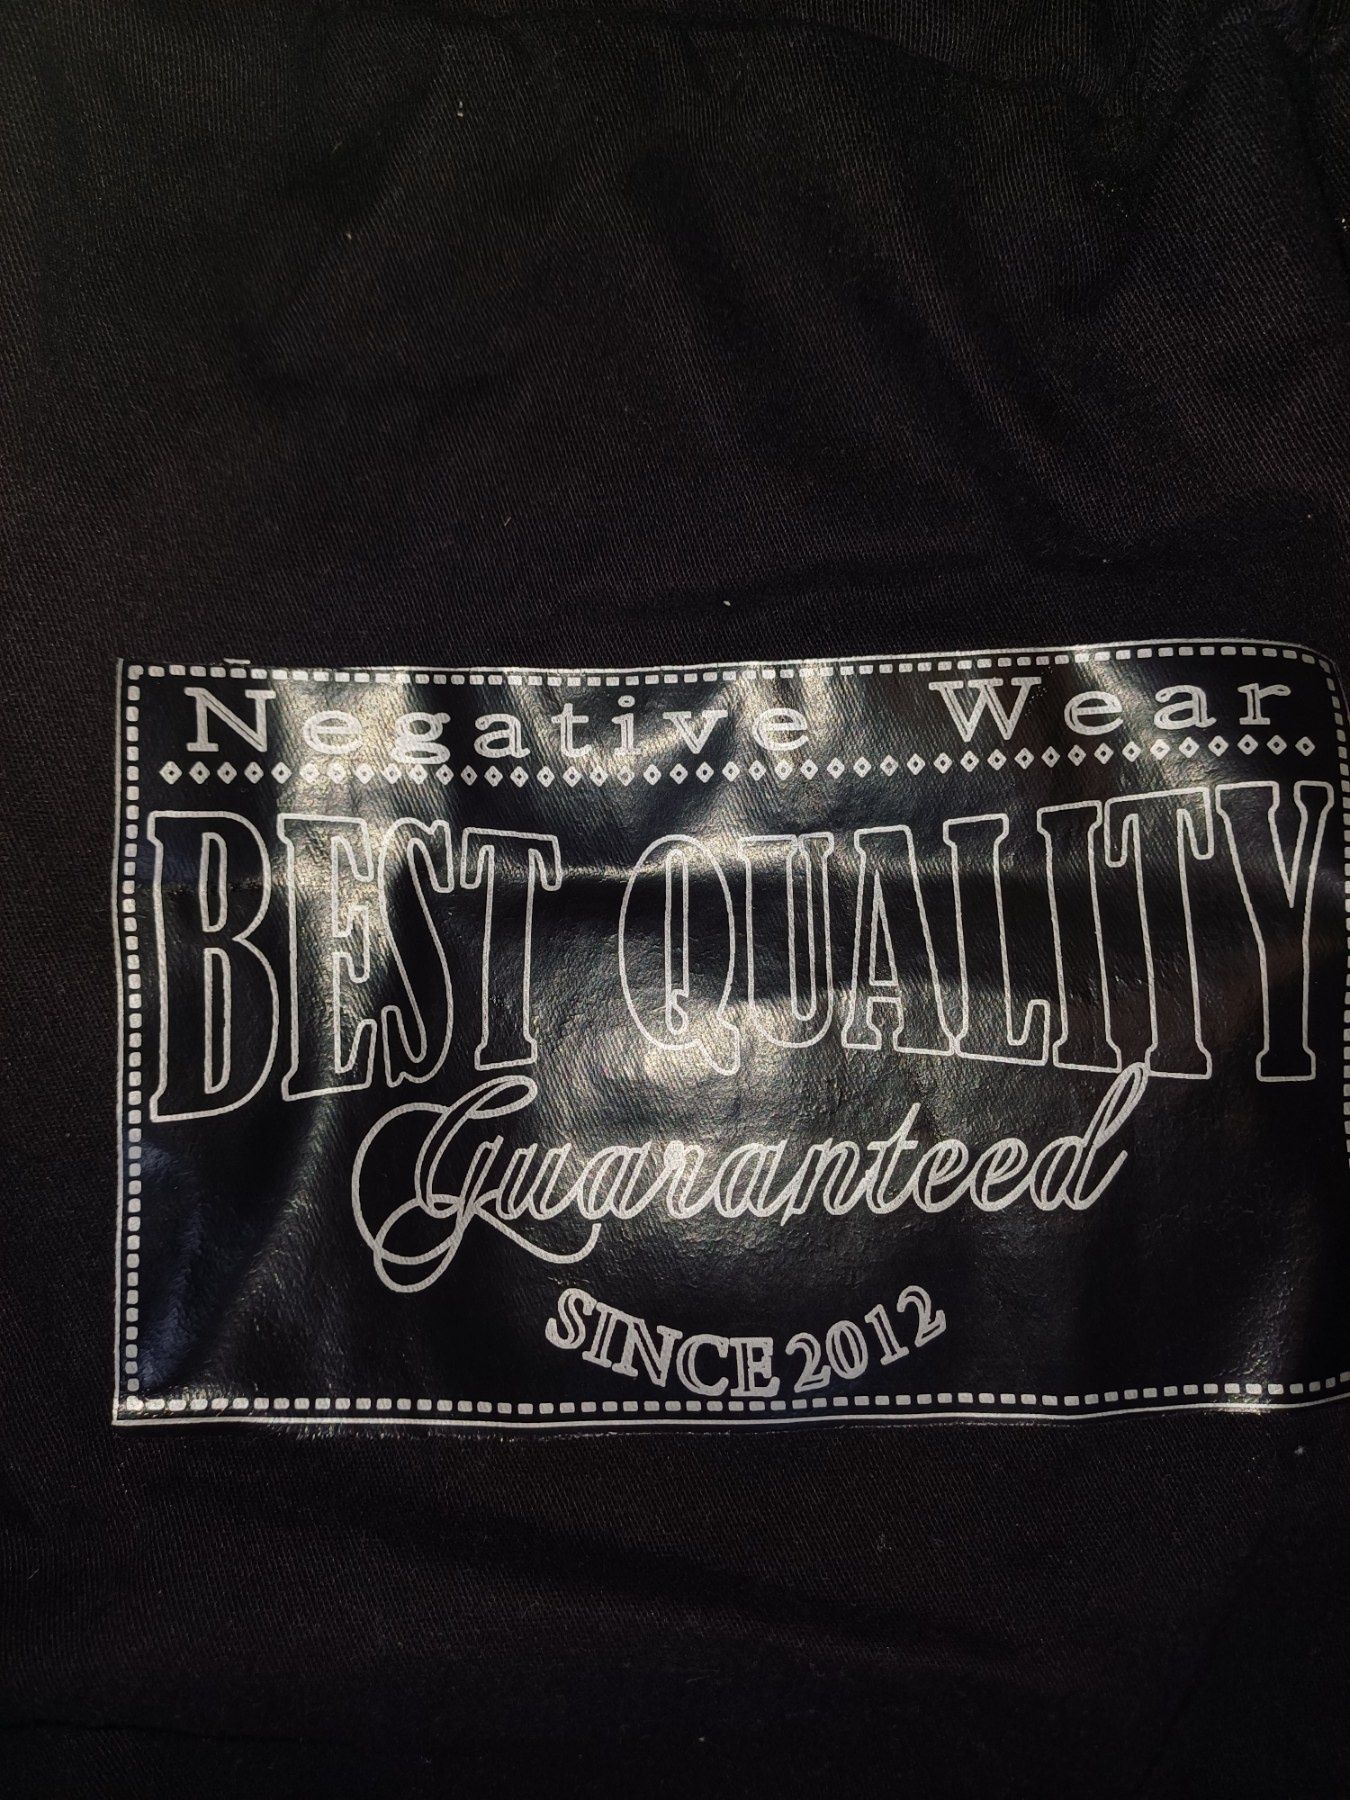 Negative Wear
BEST QUALITY
Guaranteed
SINCE 2012